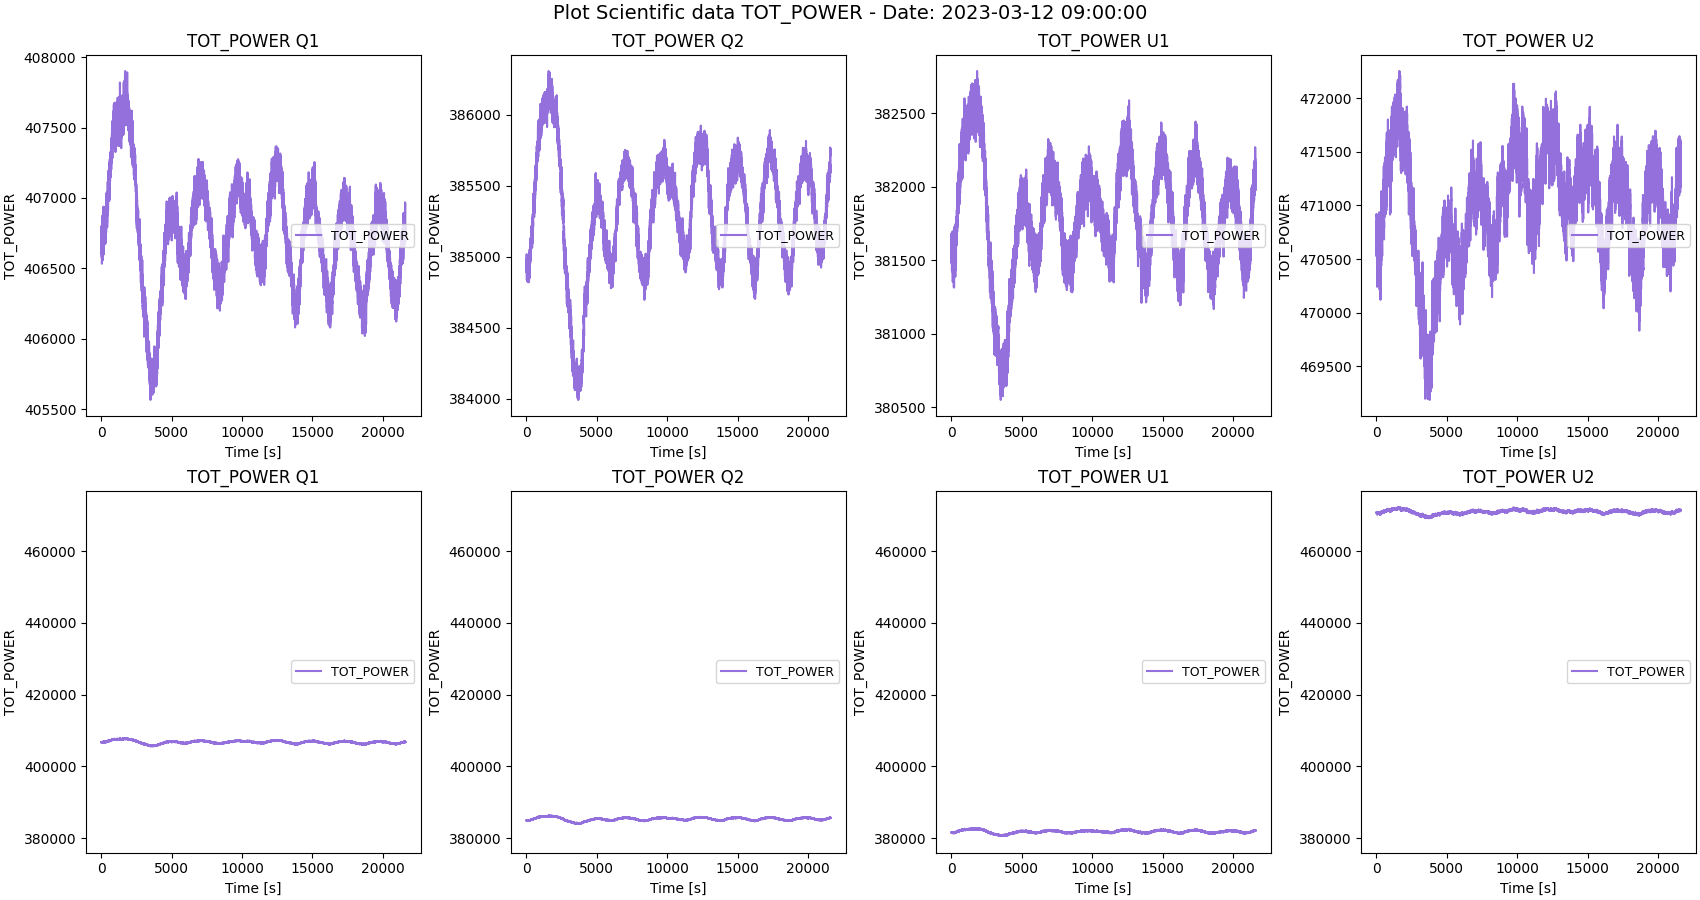 Plot Scientific data TOT_POWER - Date: 2023-03-12 09:00:00
TOT_POWER Q1
TOT_POWER
408000
407500
407000
406500
406000
405500
TOT_POWER
0 5000 10000 15000 20000
Time [s]
TOT_POWER Q2
TOT_POWER
386000
385500
385000
384500
384000
TOT_POWER
0 5000 10000 15000 20000
Time [s]
TOT_POWER U1
TOT_POWER
382500
382000
381500
381000
380500
TOT_POWER
0 5000 10000 15000 20000
Time [s]
TOT_POWER U2
TOT_POWER
472000
471500
471000
470500
470000
469500
TOT_POWER
0 5000 10000 15000 20000
Time [s]
TOT_POWER Q1
TOT_POWER
460000
440000
420000
400000
380000
TOT_POWER
0 5000 10000 15000 20000
Time [s]
TOT_POWER Q2
TOT_POWER
460000
440000
420000
400000
380000
TOT_POWER
0 5000 10000 15000 20000
Time [s]
TOT_POWER U1
TOT_POWER
460000
440000
420000
400000
380000
TOT_POWER
0 5000 10000 15000 20000
Time [s]
TOT_POWER U2
TOT_POWER
460000
440000
420000
400000
380000
TOT_POWER
0 5000 10000 15000 20000
Time [s]